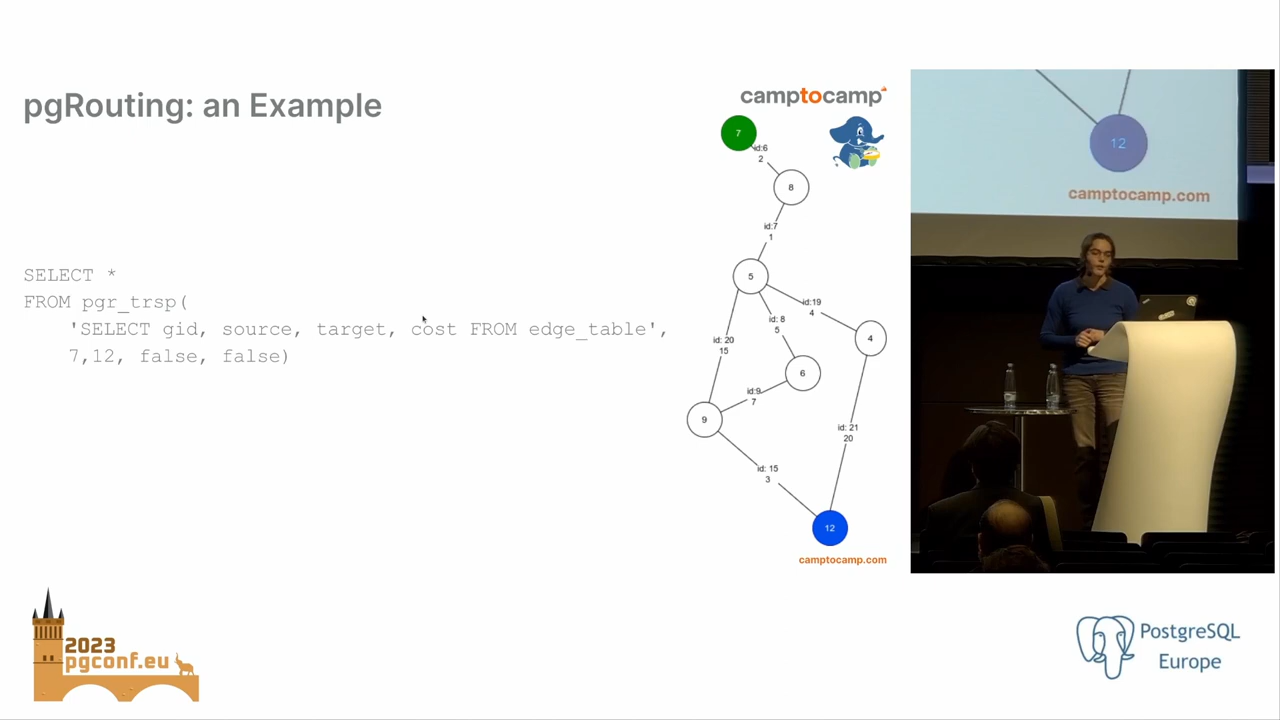 pgRouting: an Example
camptocamp
SELECT *
FROM pgr_trsp(
'SELECT gid, source, target, cost FROM edge_table',
7,12, false, false)
7
id:6
2
8
id:7
1
5
id:19
4
id: 8
5
id: 20
15
4
6
id:9
7
9
id: 21
20
id: 15
3
12
camptocamp.com
12
camptocamp.com
2023
pgconf.eu
PostgreSQL
Europe